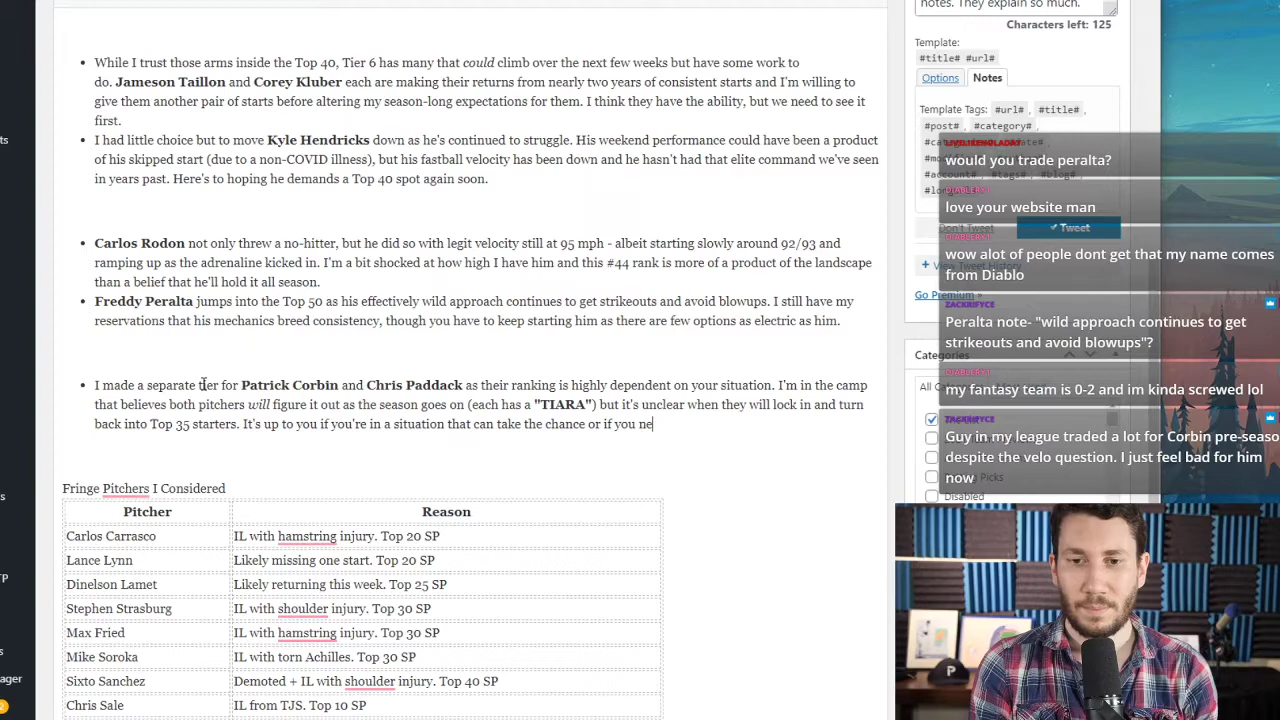 notes. They explain so much.
Characters left: 125
Template:
#title# #url#
Options Notes
Template Tags: #url# , #title# ,
#post# , #category# ,
While I trust those arms inside the Top 40, Tier 6 has many that could climb over the next few weeks but have some work to
do. Jameson Taillon and Corey Kluber each are making their returns from nearly two years of consistent starts and I'm willing to
give them another pair of starts before altering my season-long expectations for them. I think they have the ability, but we need to see it
first.
I had little choice but to move Kyle Hendricks down as he's continued to struggle. His weekend performance could have been a product
of his skipped start (due to a non-COVID illness), but his fastball velocity has been down and he hasn't had that elite command we've seen
in years past. Here's to hoping he demands a Top 40 spot again soon.
Carlos Rodon not only threw a no-hitter, but he did so with legit velocity still at 95 mph - albeit starting slowly around 92/93 and
ramping up as the adrenaline kicked in. I'm a bit shocked at how high I have him and this #44 rank is more of a product of the landscape
than a belief that he'll hold it all season.
Freddy Peralta jumps into the Top 50 as his effectively wild approach continues to get strikeouts and avoid blowups. I still have my
reservations that his mechanics breed consistency, though you have to keep starting him as there are few options as electric as him.
I made a separate tier for Patrick Corbin and Chris Paddack as their ranking is highly dependent on your situation. I'm in the camp
that believes both pitchers will figure it out as the season goes on (each has a "TIARA") but it's unclear when they will lock in and turn
back into Top 35 starters. It's up to you if you're in a situation that can take the chance or if you ne
Fringe Pitchers I Considered
Pitcher Reason
Carlos Carrasco IL with hamstring injury. Top 20 SP
Lance Lynn Likely missing one start. Top 20 SP
Dinelson Lamet Likely returning this week. Top 25 SP
Stephen Strasburg IL with shoulder injury. Top 30 SP
Max Fried IL with hamstring injury. Top 30 SP
Mike Soroka IL with torn Achilles. Top 30 SP
Sixto Sanchez Demoted + IL with shoulder injury. Top 40 SP
Chris Sale IL from TJS. Top 10 SP
would you trade peralta?
DIABLERYJ
love your website man
Don't Tweet Tweet
DIABLERYJ
wow alot of people dont get that my name comes
from Diablo
View Tweet History
Go Premium »
ZACKRIFYCE
Peralta note- "wild approach continues to get
strikeouts and avoid blowups"?
Categories
DIABLERYJ
my fantasy team is 0-2 and im kinda screwed lol
ZACKRIFYCE
Guy in my league traded a lot for Corbin pre-season
despite the velo question. I just feel bad for him
now
Picks
Disabled
TP
ager
2
P